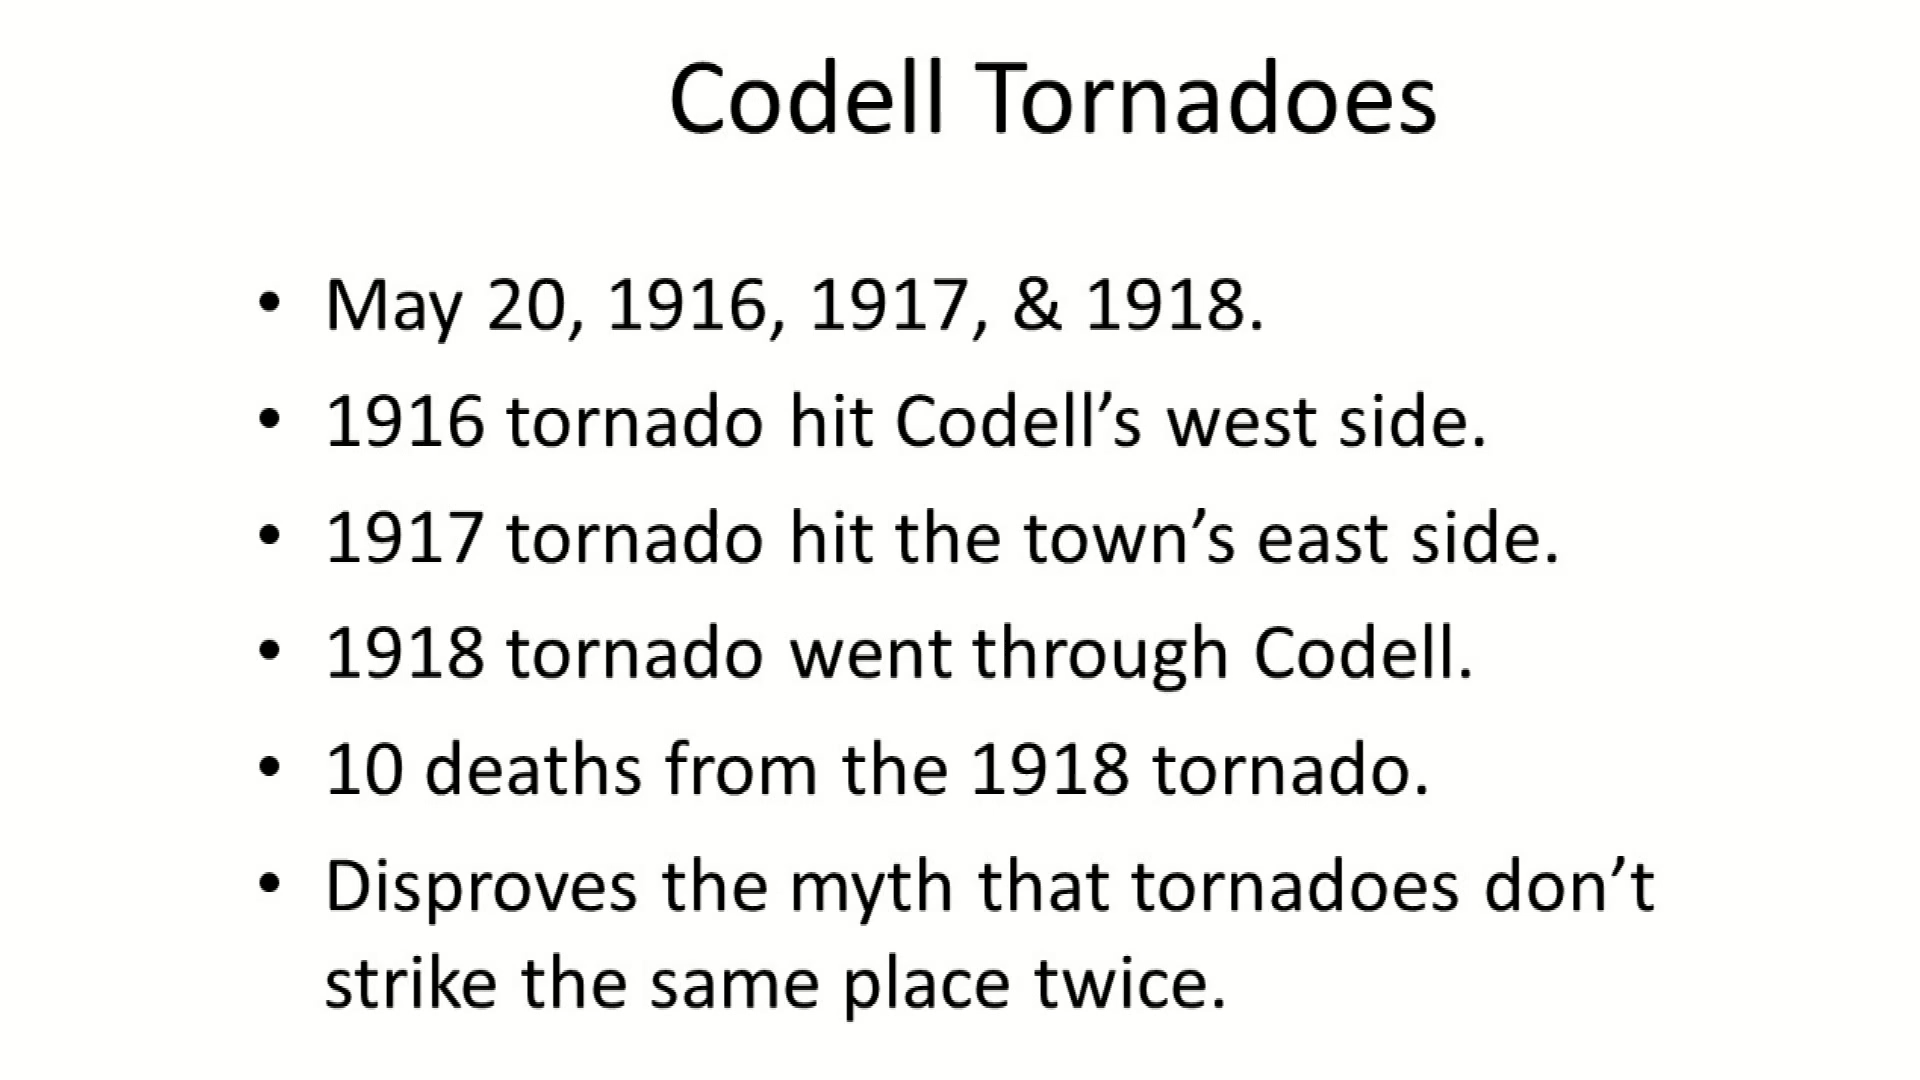 Codell Tornadoes
• May 20, 1916, 1917, & 1918.
• 1916 tornado hit Codell’s west side.
• 1917 tornado hit the town’s east side.
• 1918 tornado went through Codell.
• 10 deaths from the 1918 tornado.
• Disproves the myth that tornadoes don’t
strike the same place twice.